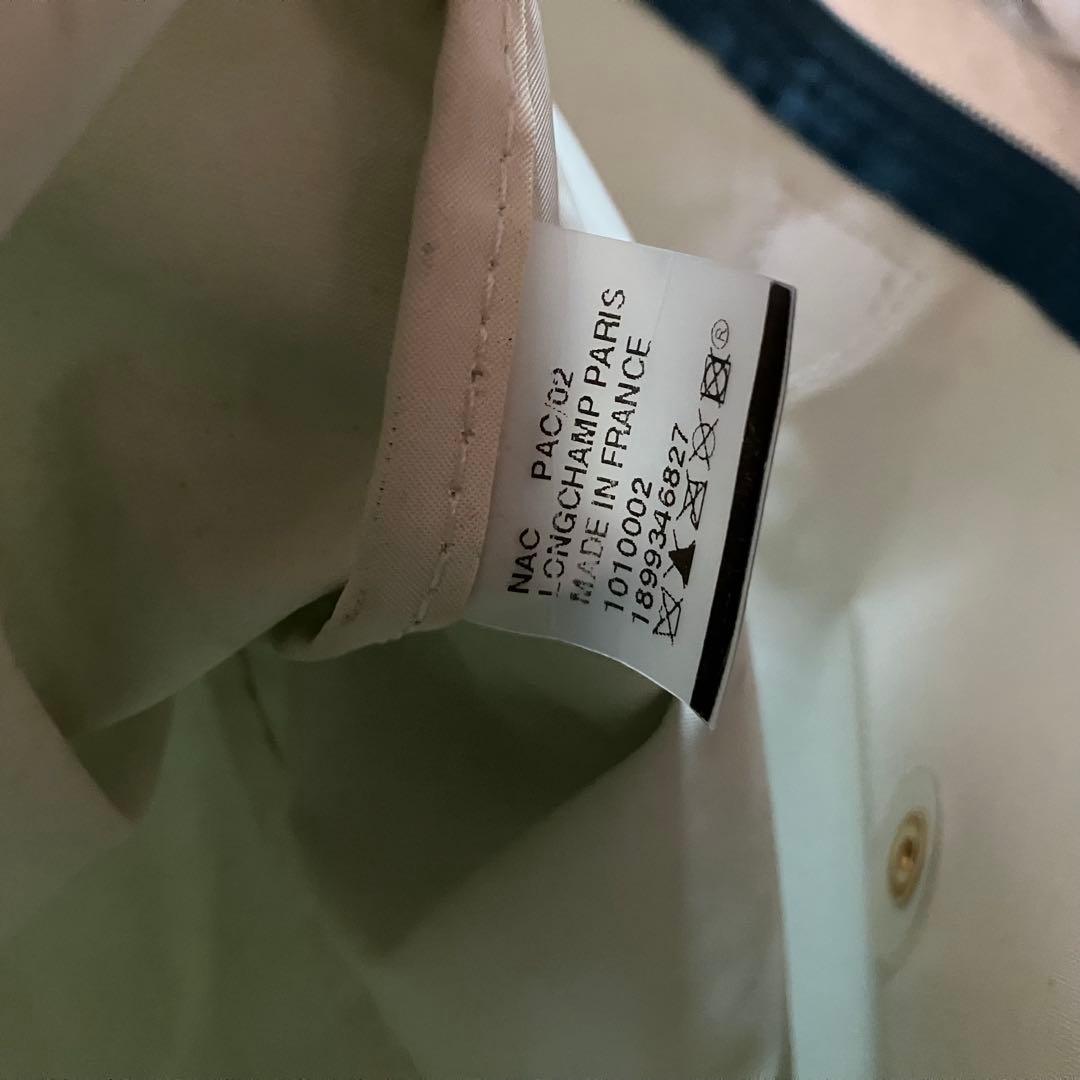 NAC PAC/02
LONGCHAMP PARIS
MADE IN FRANCE
1010002
1899346827
®